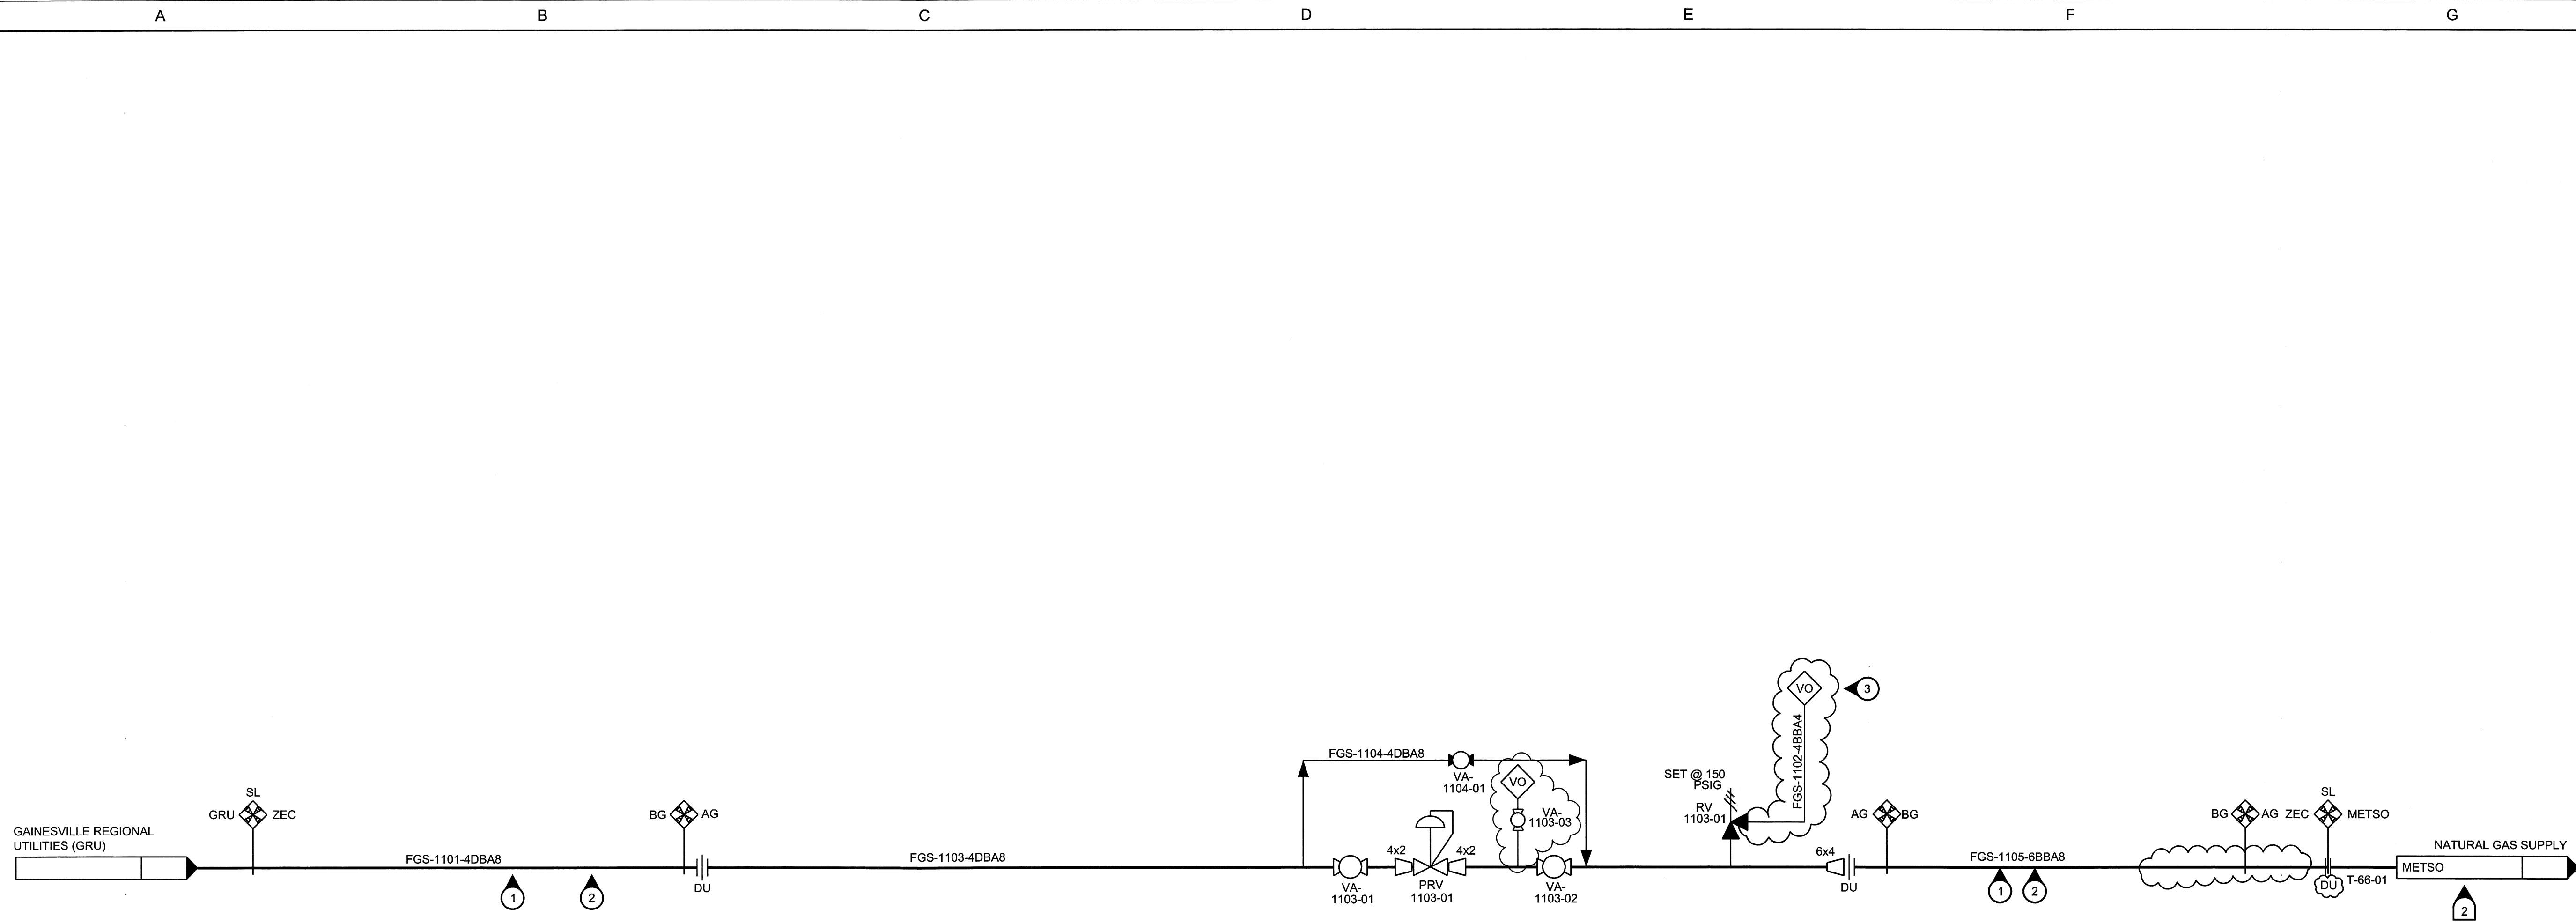 A
B
C
D
E
F
G
VO
3
FGS-1102-4BBA4
FGS-1104-4DBA8
VA-
1104-01
VO
VA-
1103-03
SET @ 150
PSIG
RV
1103-01
SL
GRU
ZEC
BG
AG
AG
BG
BG
AG
SL
ZEC
METSO
GAINESVILLE REGIONAL
UTILITIES (GRU)
FGS-1101-4DBA8
1
2
DU
FGS-1103-4DBA8
VA-
1103-01
4x2
PRV
1103-01
4x2
VA-
1103-02
6x4
DU
FGS-1105-6BBA8
1
2
DU
T-66-01
NATURAL GAS SUPPLY
METSO
2